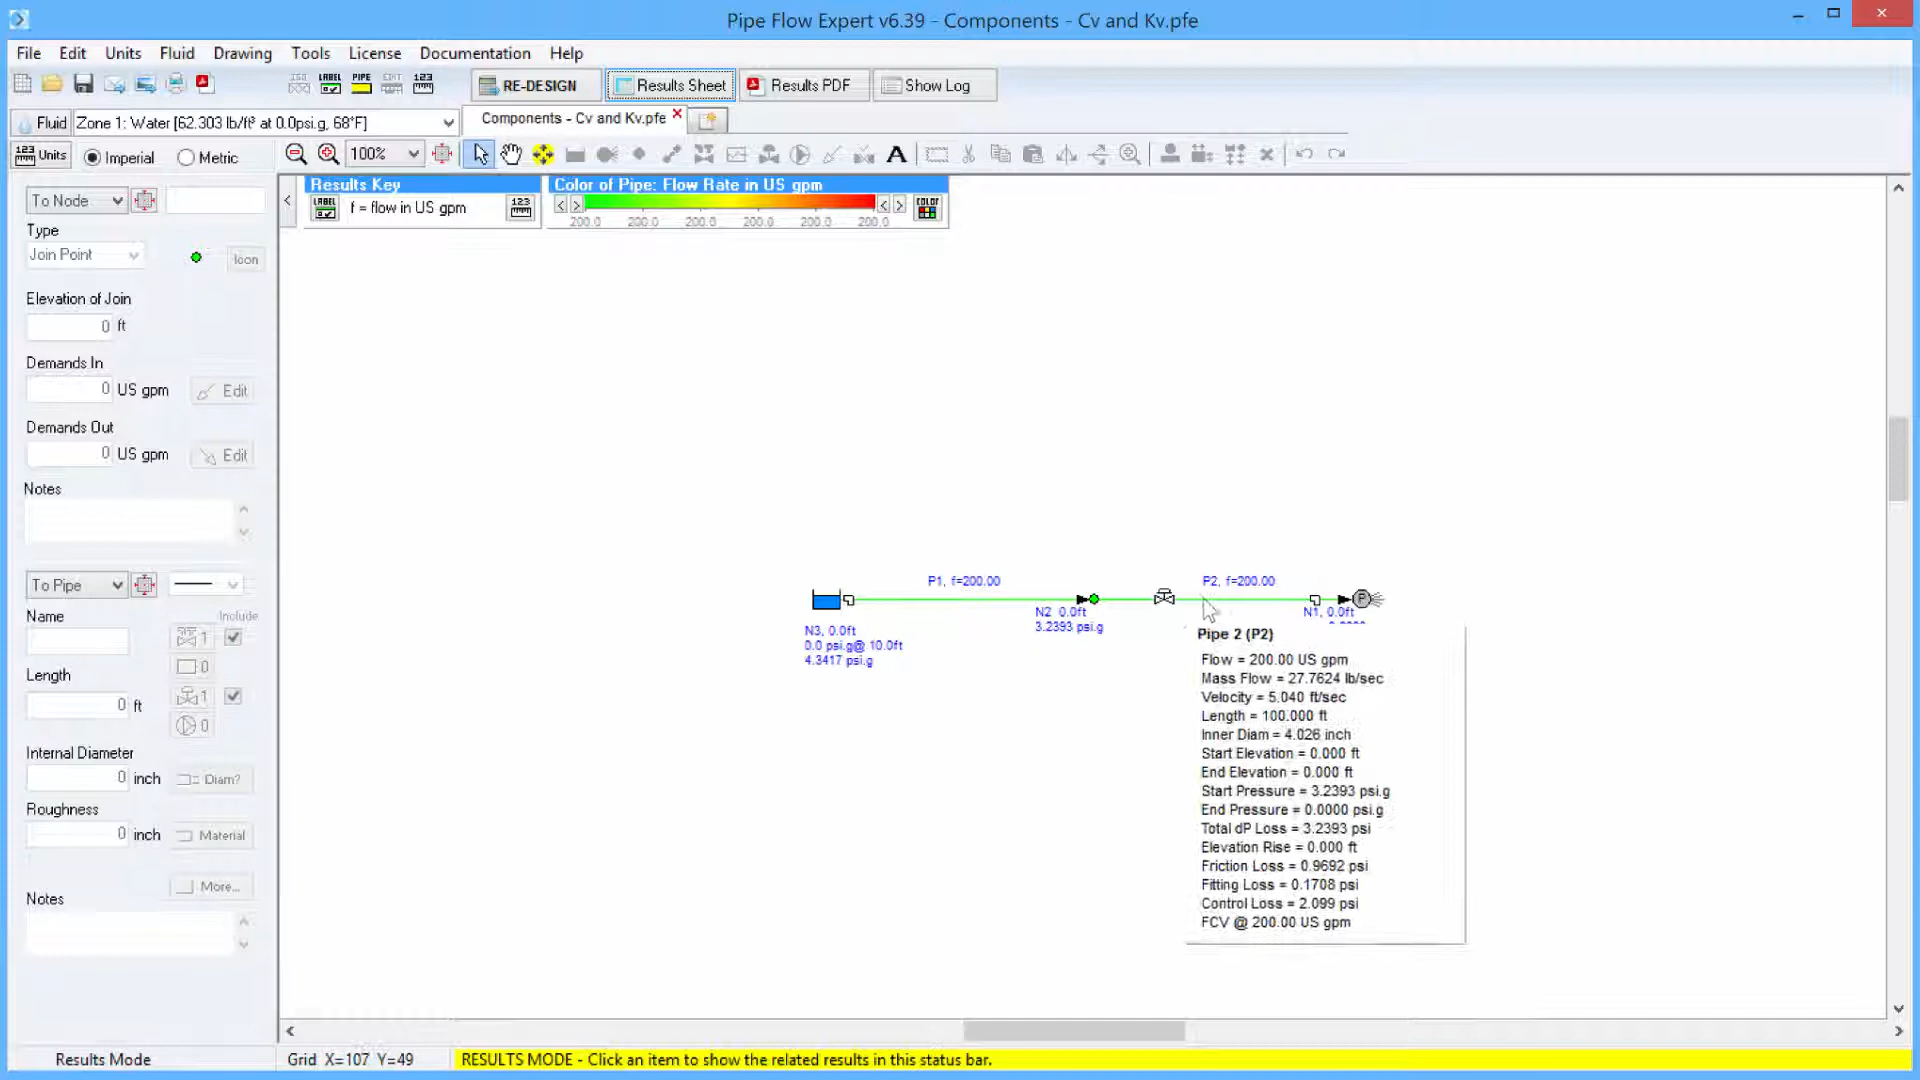 Pipe Flow Expert v6.39 - Components - Cv and Kv.pfe
File Edit Units Fluid Drawing Tools License Documentation Help
LABEL PIPE 123 RE-DESIGN Results Sheet Results PDF Show Log
Fluid Zone 1: Water [62.303 lb/ft³ at 0.0psi.g, 68°F] Components - Cv and Kv.pfe
123 Units Imperial Metric 100% A
To Node
Results Key
Color of Pipe: Flow Rate in US gpm
LABEL f = flow in US gpm 123
COLOR
200.0 200.0 200.0 200.0 200.0 200.0
Type
Join Point Icon
Elevation of Join
0 ft
Demands In
0 US gpm Edit
Demands Out
0 US gpm Edit
Notes
To Pipe
Name Include
1
0
Length
1
0 ft
0
Internal Diameter
0 inch Diam?
Roughness
0 inch Material
More...
Notes
P1, f=200.00
P2, f=200.00
P
N2 0.0ft
3.2393 psi.g
N1, 0.0ft
N3, 0.0ft
0.0 psi.g@ 10.0ft
4.3417 psi.g
Pipe 2 (P2)
Flow = 200.00 US gpm
Mass Flow = 27.7624 lb/sec
Velocity = 5.040 ft/sec
Length = 100.000 ft
Inner Diam = 4.026 inch
Start Elevation = 0.000 ft
End Elevation = 0.000 ft
Start Pressure = 3.2393 psi.g
End Pressure = 0.0000 psi.g
Total dP Loss = 3.2393 psi
Elevation Rise = 0.000 ft
Friction Loss = 0.9692 psi
Fitting Loss = 0.1708 psi
Control Loss = 2.099 psi
FCV @ 200.00 US gpm
Results Mode Grid X=107 Y=49 RESULTS MODE - Click an item to show the related results in this status bar.